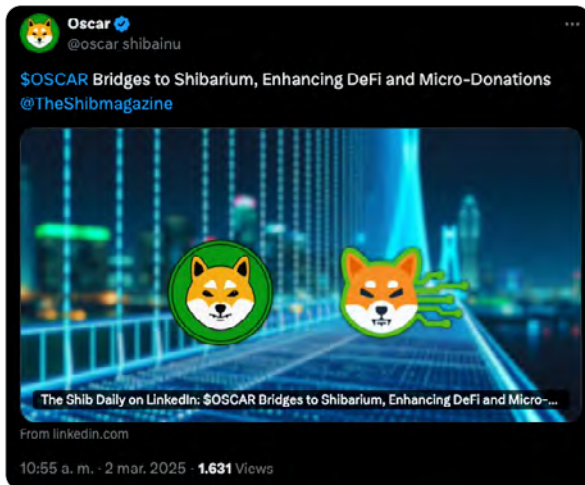 Oscar
@oscar shibainu
$OSCAR Bridges to Shibarium, Enhancing DeFi and Micro-Donations
@TheShibmagazine
The Shib Daily on LinkedIn: $OSCAR Bridges to Shibarium, Enhancing DeFi and Micro-...
From linkedin.com
10:55 a. m. · 2 mar. 2025 · 1.631 Views